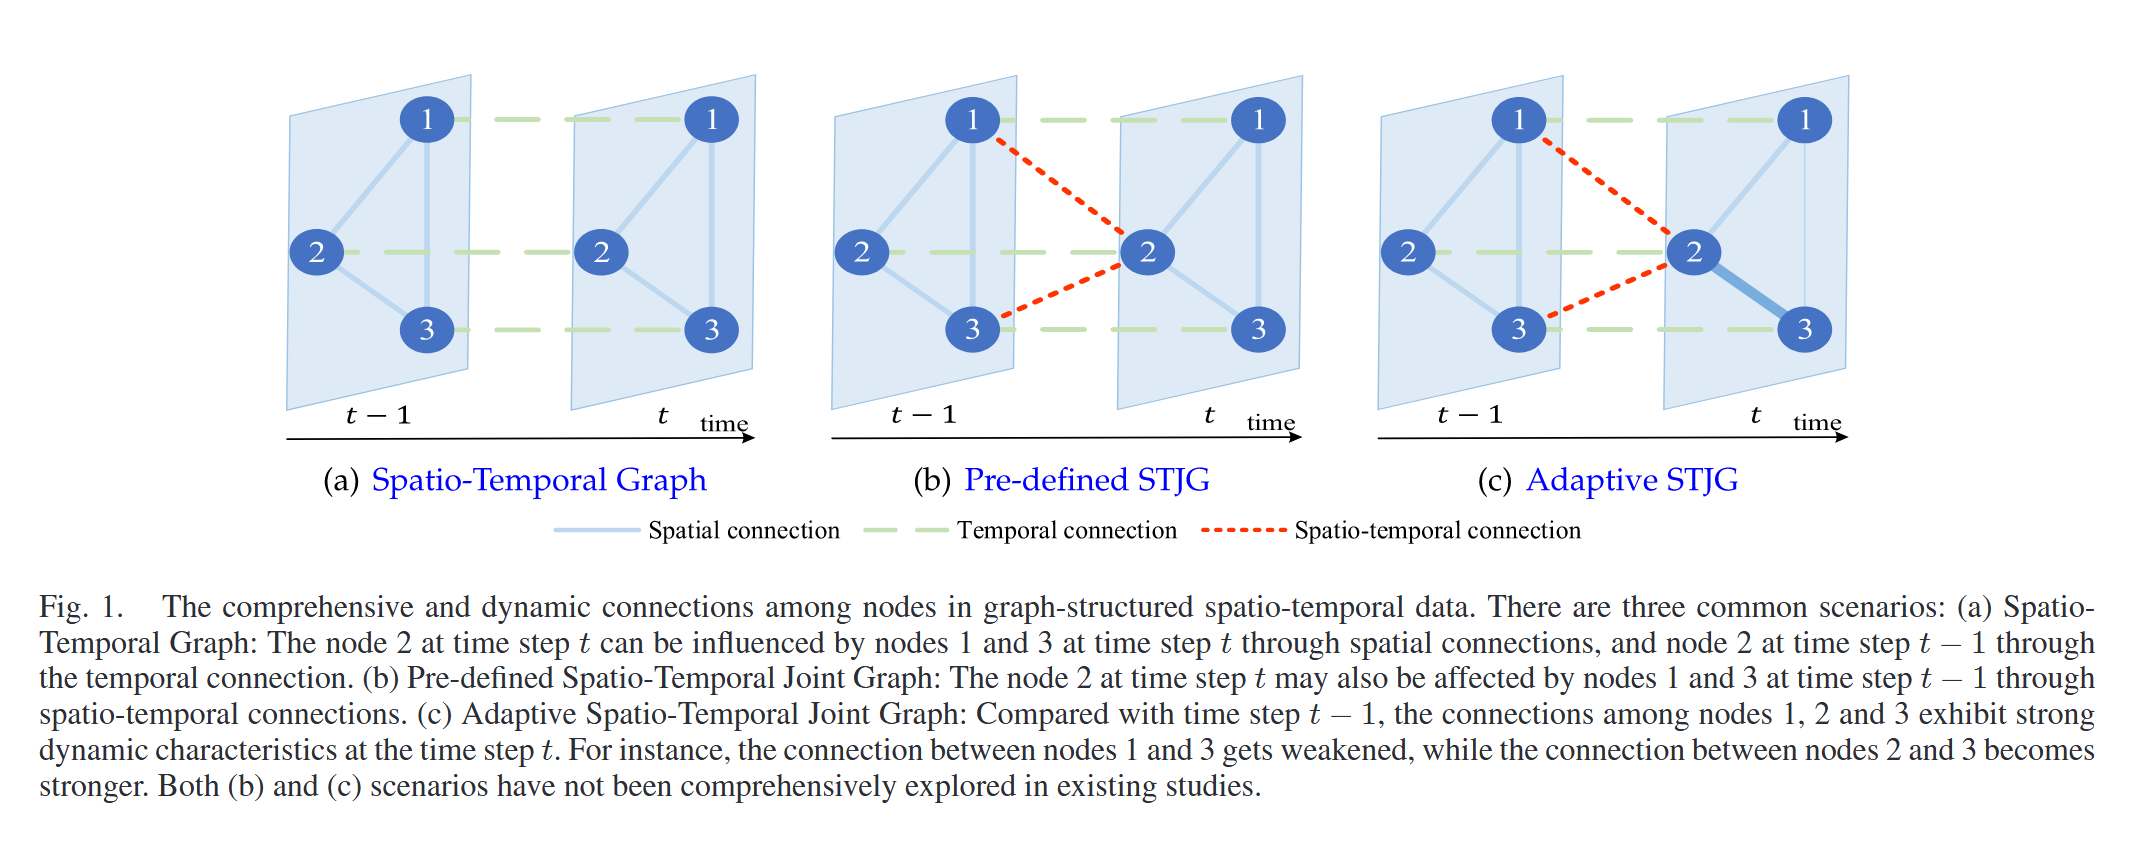 1
1
2
2
3
3
t − 1
t
time
1
1
2
2
3
3
t − 1
t
time
1
1
2
2
3
3
t − 1
t
time
(a) Spatio-Temporal Graph
(b) Pre-defined STJG
(c) Adaptive STJG
Spatial connection
Temporal connection
Spatio-temporal connection
Fig. 1. The comprehensive and dynamic connections among nodes in graph-structured spatio-temporal data. There are three common scenarios: (a) Spatio-
Temporal Graph: The node 2 at time step t can be influenced by nodes 1 and 3 at time step t through spatial connections, and node 2 at time step t − 1 through
the temporal connection. (b) Pre-defined Spatio-Temporal Joint Graph: The node 2 at time step t may also be affected by nodes 1 and 3 at time step t − 1 through
spatio-temporal connections. (c) Adaptive Spatio-Temporal Joint Graph: Compared with time step t − 1, the connections among nodes 1, 2 and 3 exhibit strong
dynamic characteristics at the time step t. For instance, the connection between nodes 1 and 3 gets weakened, while the connection between nodes 2 and 3 becomes
stronger. Both (b) and (c) scenarios have not been comprehensively explored in existing studies.